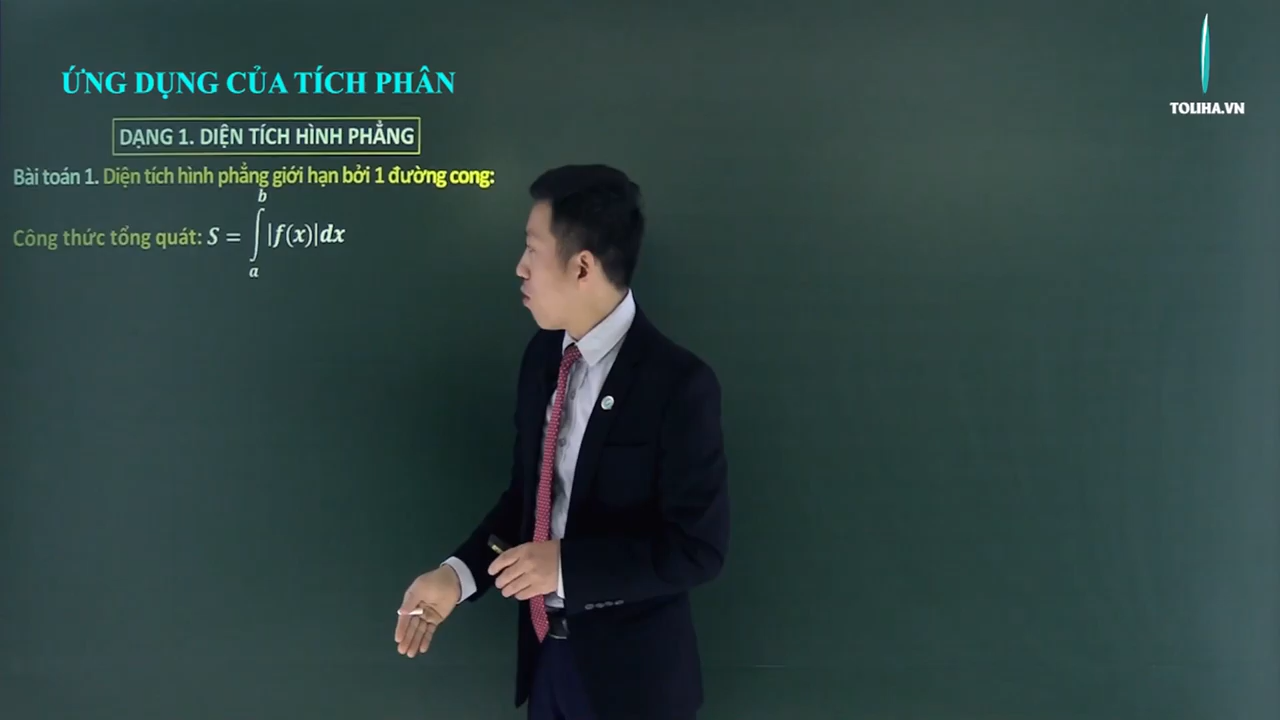 ỨNG DỤNG CỦA TÍCH PHÂN
TOLIHA.VN
DẠNG 1. DIỆN TÍCH HÌNH PHẲNG
Bài toán 1. Diện tích hình phẳng giới hạn bởi 1 đường cong:
Công thức tổng quát: S = ∫_a^b |f(x)|dx